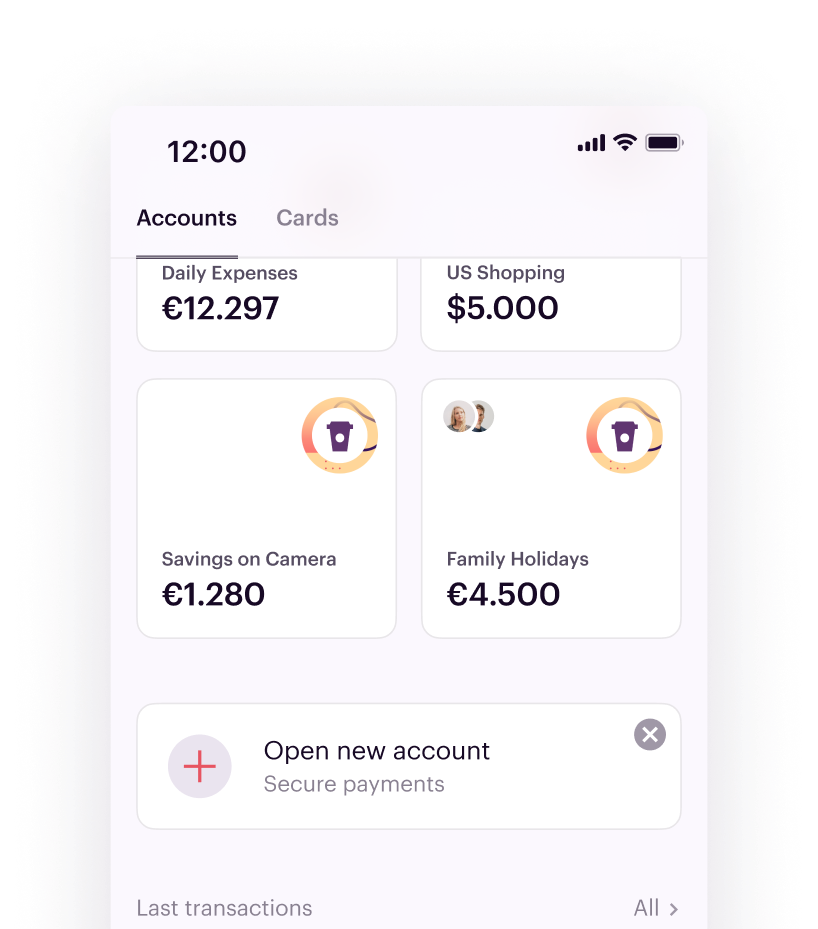 12:00
Accounts
Cards
Daily Expenses
€12.297
US Shopping
$5.000
Savings on Camera
€1.280
Family Holidays
€4.500
Open new account
Secure payments
Last transactions
All